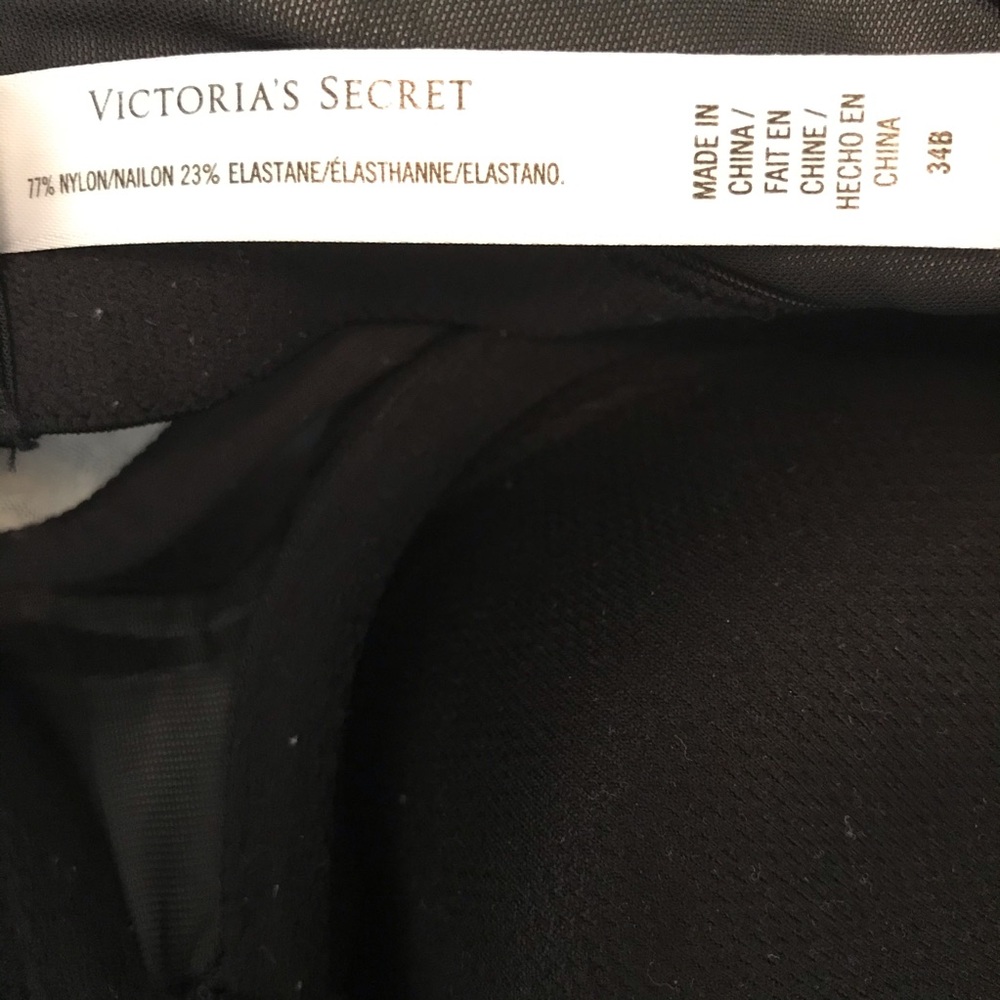 VICTORIA'S SECRET
77% NYLON/NAILON 23% ELASTANE/ÉLASTHANNE/ELASTANO.
MADE IN
CHINA /
FAIT EN
CHINE /
HECHO EN
CHINA
34B